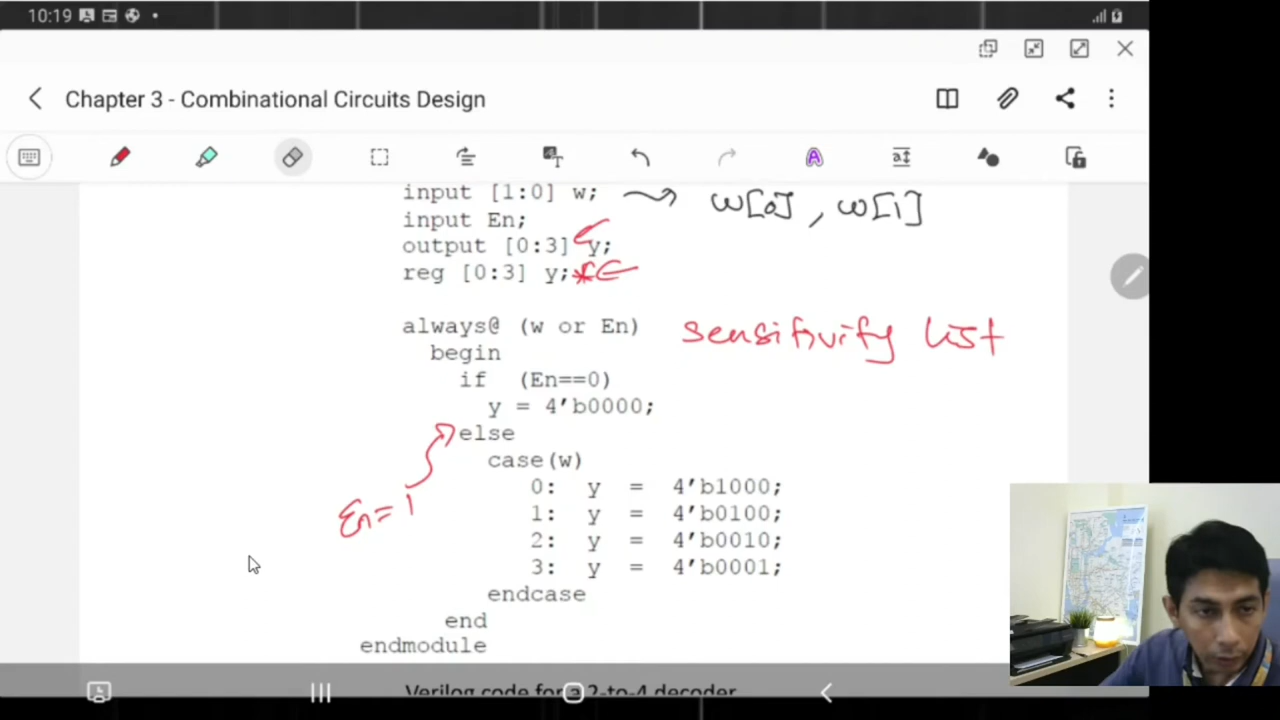 10:19
Chapter 3 - Combinational Circuits Design
input [1:0] w; w[0], w[1]
input En;
output [0:3] y;
reg [0:3] y;
always@ (w or En) sensitivity list
begin
if (En==0)
y = 4'b0000;
else
case(w)
0: y = 4'b1000;
En=1
1: y = 4'b0100;
2: y = 4'b0010;
3: y = 4'b0001;
endcase
end
endmodule
Verilog code for a 2-to-4 decoder